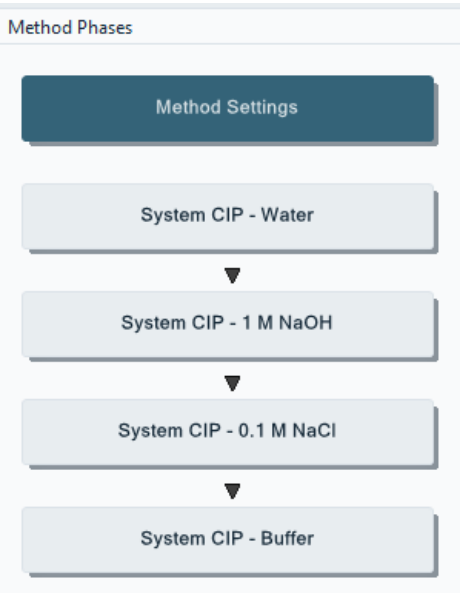 Method Phases
Method Settings
System CIP - Water
System CIP - 1 M NaOH
System CIP - 0.1 M NaCl
System CIP - Buffer